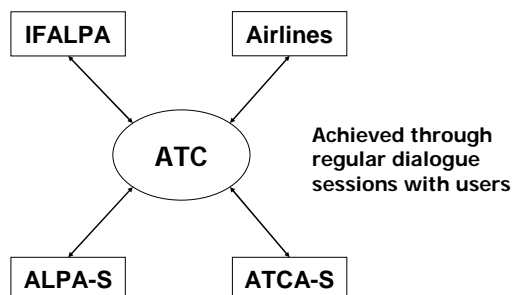 IFALPA
Airlines
ATC
Achieved through
regular dialogue
sessions with users
ALPA-S
ATCA-S